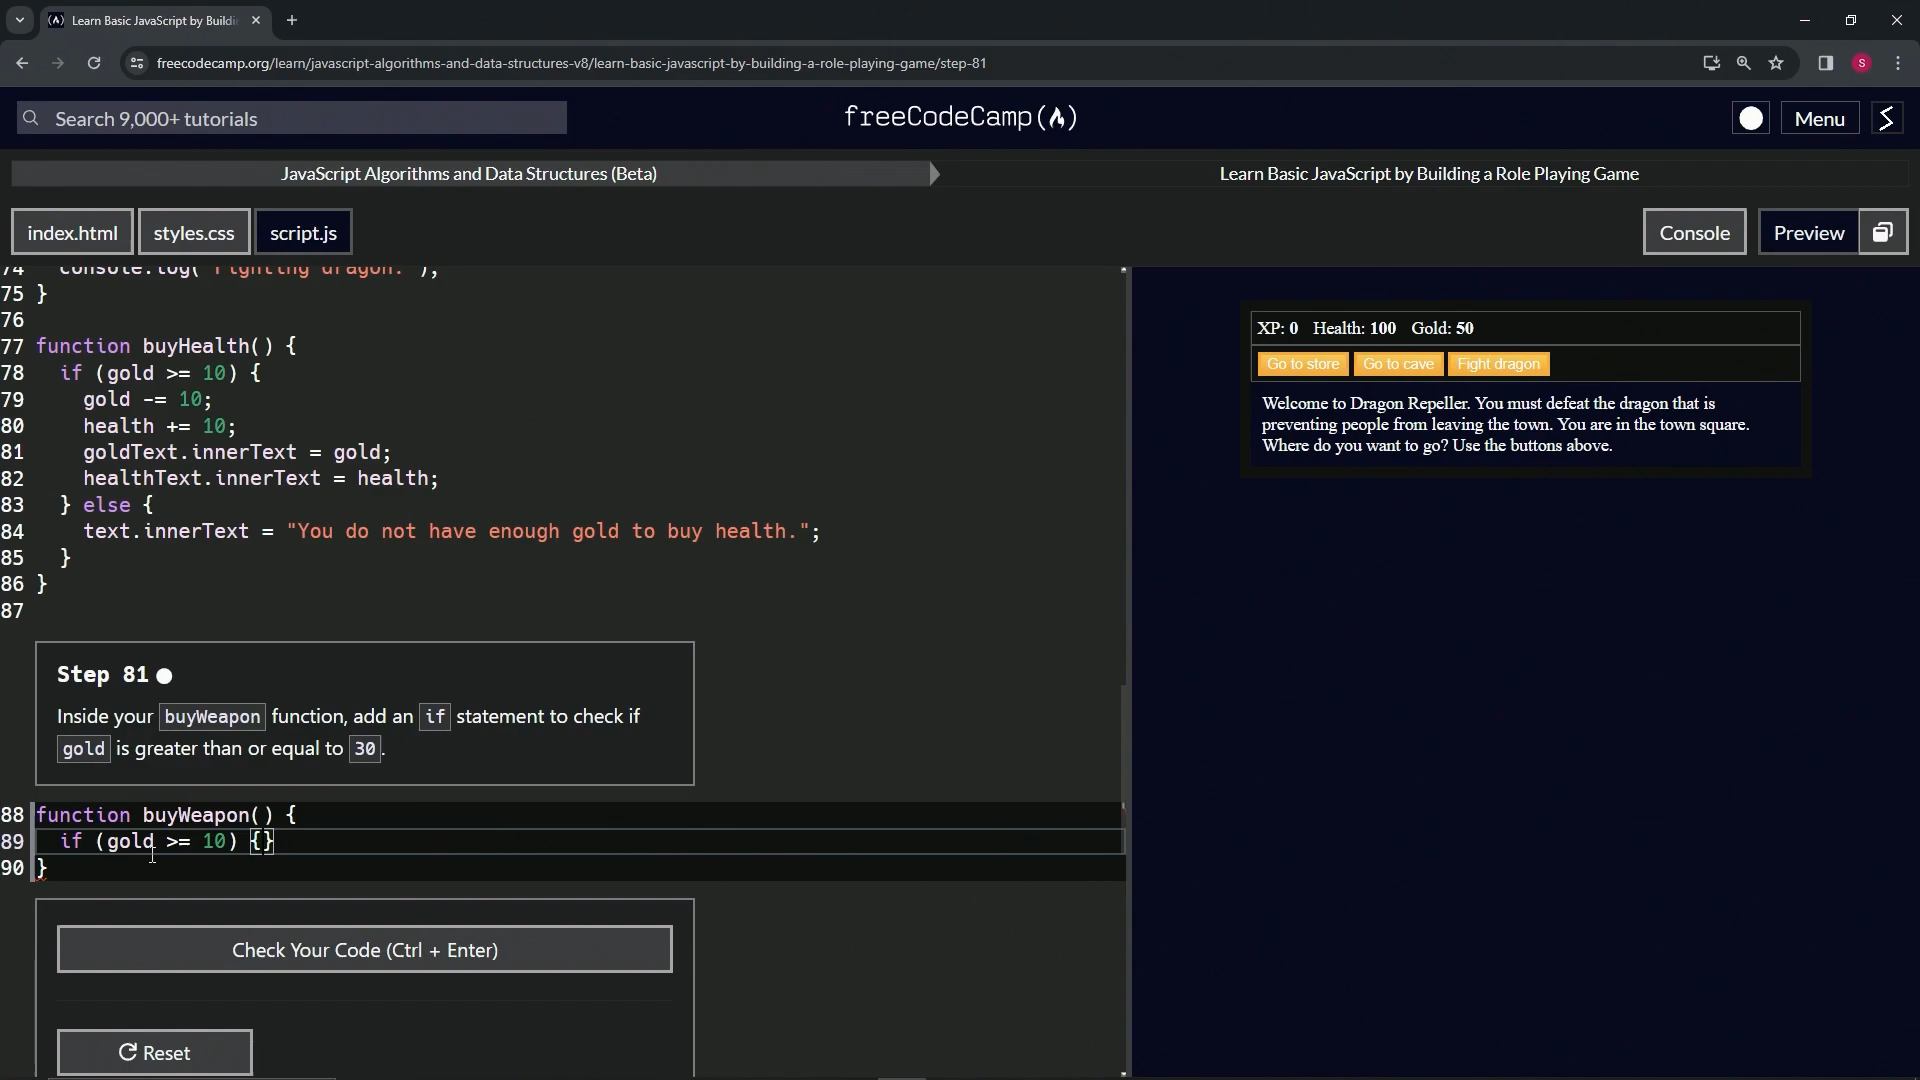 Learn Basic JavaScript by Buildi
freecodecamp.org/learn/javascript-algorithms-and-data-structures-v8/learn-basic-javascript-by-building-a-role-playing-game/step-81
S
Search 9,000+ tutorials
freeCodeCamp
Menu
JavaScript Algorithms and Data Structures (Beta)
Learn Basic JavaScript by Building a Role Playing Game
index.html
styles.css
script.js
Console
Preview
74 console.log("Fighting dragon.");
75 }
76
77 function buyHealth() {
78 if (gold >= 10) {
79 gold -= 10;
80 health += 10;
81 goldText.innerText = gold;
82 healthText.innerText = health;
83 } else {
84 text.innerText = "You do not have enough gold to buy health.";
85 }
86 }
87
XP: 0 Health: 100 Gold: 50
Go to store Go to cave Fight dragon
Welcome to Dragon Repeller. You must defeat the dragon that is
preventing people from leaving the town. You are in the town square.
Where do you want to go? Use the buttons above.
Step 81
Inside your buyWeapon function, add an if statement to check if
gold is greater than or equal to 30.
88 function buyWeapon() {
89 if (gold >= 10) {}
90 }
Check Your Code (Ctrl + Enter)
Reset